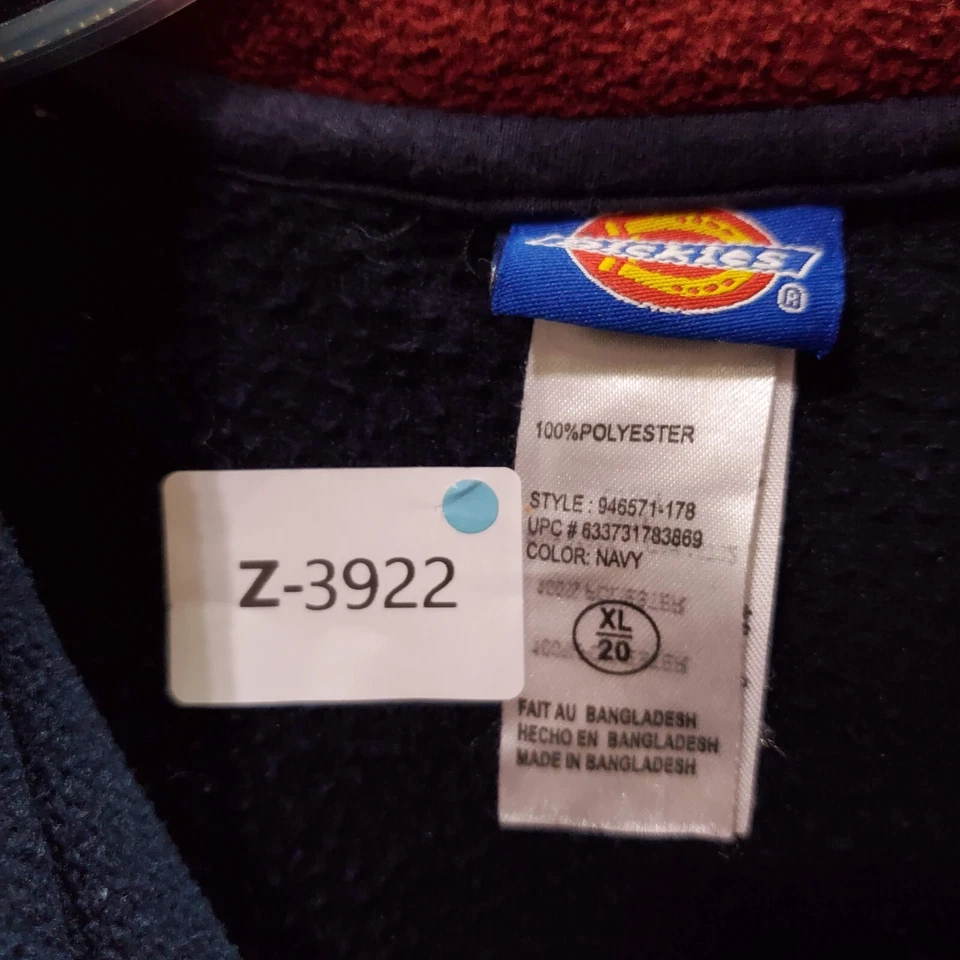 DICKIES
®
100%POLYESTER
STYLE : 946571-178
UPC # 633731783869
COLOR: NAVY
XL
20
FAIT AU BANGLADESH
HECHO EN BANGLADESH
MADE IN BANGLADESH
Z-3922